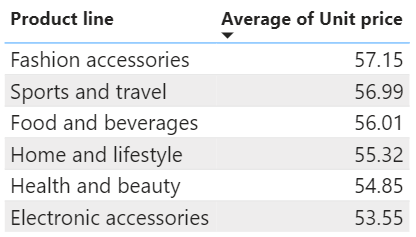 Product line Average of Unit price
Fashion accessories 57.15
Sports and travel 56.99
Food and beverages 56.01
Home and lifestyle 55.32
Health and beauty 54.85
Electronic accessories 53.55